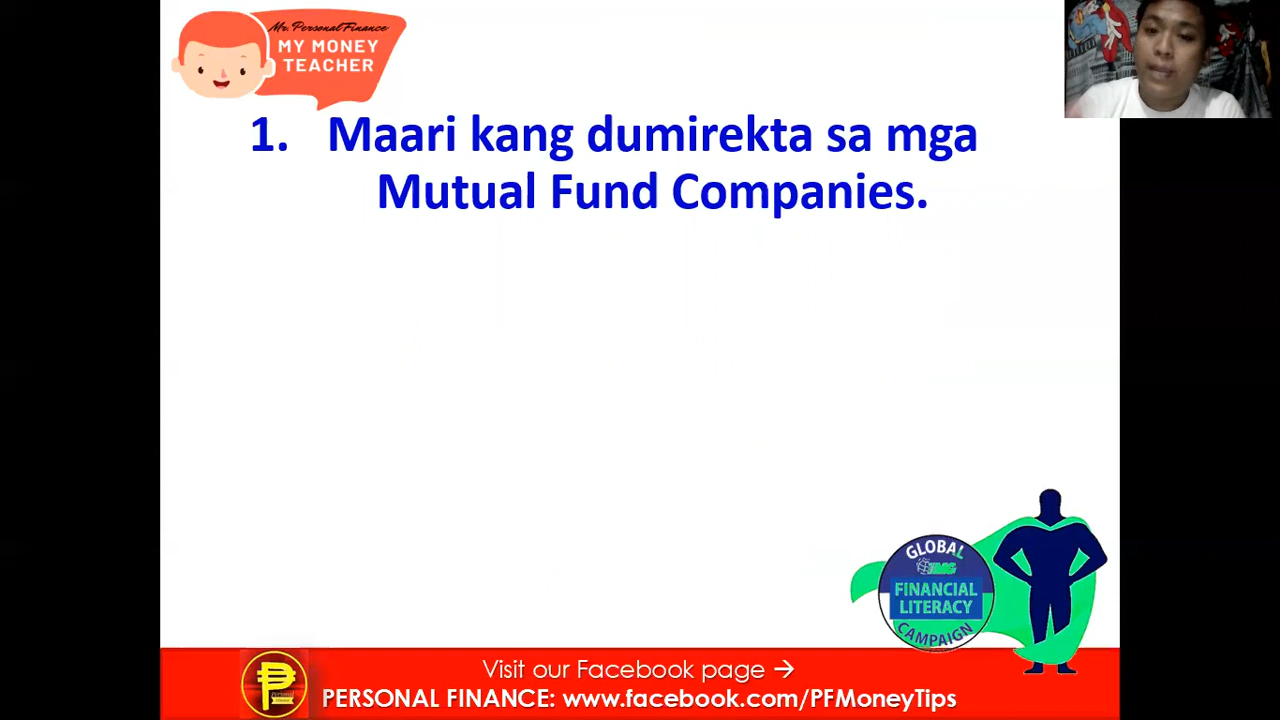 Mr. Personal Finance
MY MONEY
TEACHER
1. Maari kang dumirekta sa mga
Mutual Fund Companies.
GLOBAL
IMG
FINANCIAL
LITERACY
CAMPAIGN
Visit our Facebook page →
PERSONAL FINANCE: www.facebook.com/PFMoneyTips